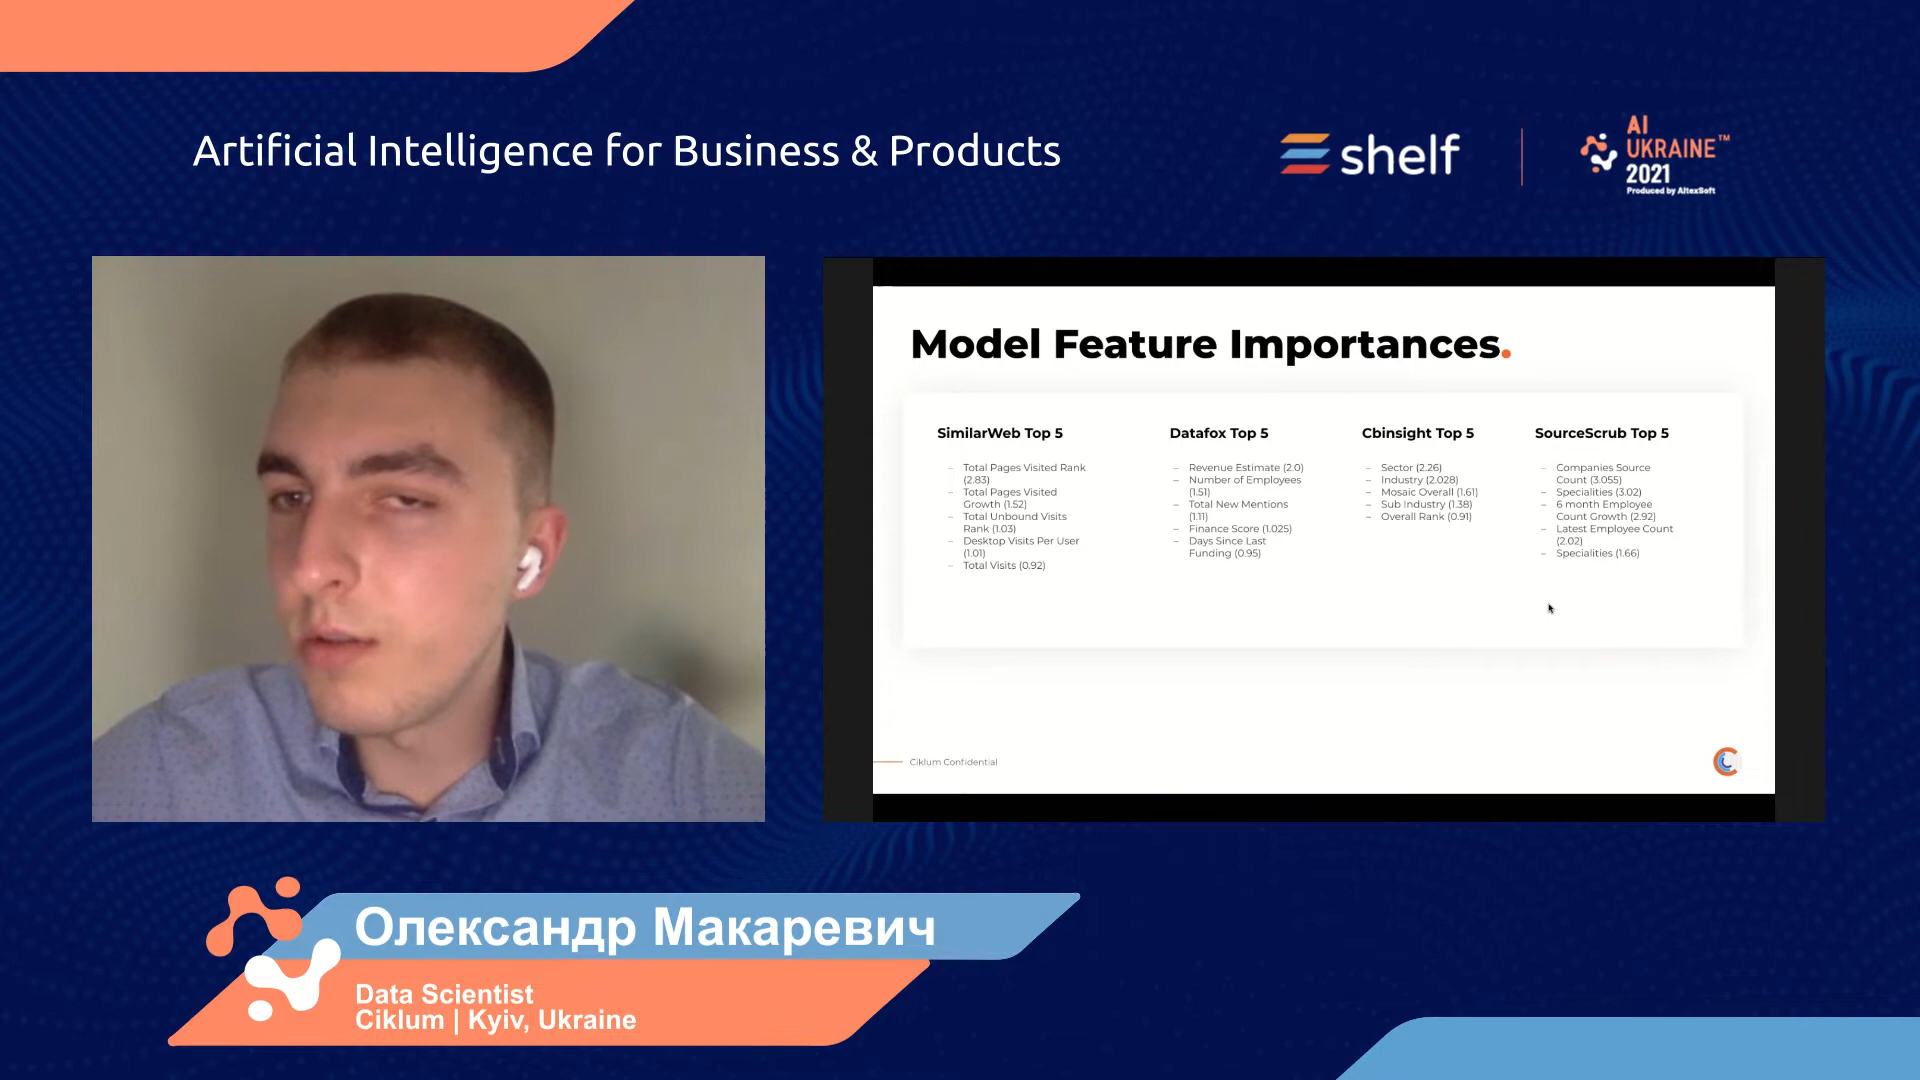 Artificial Intelligence for Business & Products
shelf
AI
UKRAINE™
2021
Produced by AltexSoft
Model Feature Importances.
SimilarWeb Top 5
– Total Pages Visited Rank
(2.83)
– Total Pages Visited
Growth (1.52)
– Total Unbound Visits
Rank (1.03)
– Desktop Visits Per User
(1.01)
– Total Visits (0.92)
Datafox Top 5
– Revenue Estimate (2.0)
– Number of Employees
(1.51)
– Total New Mentions
(1.11)
– Finance Score (1.025)
– Days Since Last
Funding (0.95)
Cbinsight Top 5
– Sector (2.26)
– Industry (2.028)
– Mosaic Overall (1.61)
– Sub Industry (1.38)
– Overall Rank (0.91)
SourceScrub Top 5
– Companies Source
Count (3.055)
– Specialities (3.02)
– 6 month Employee
Count Growth (2.92)
– Latest Employee Count
(2.02)
– Specialities (1.66)
Ciklum Confidential
Олександр Макаревич
Data Scientist
Ciklum | Kyiv, Ukraine